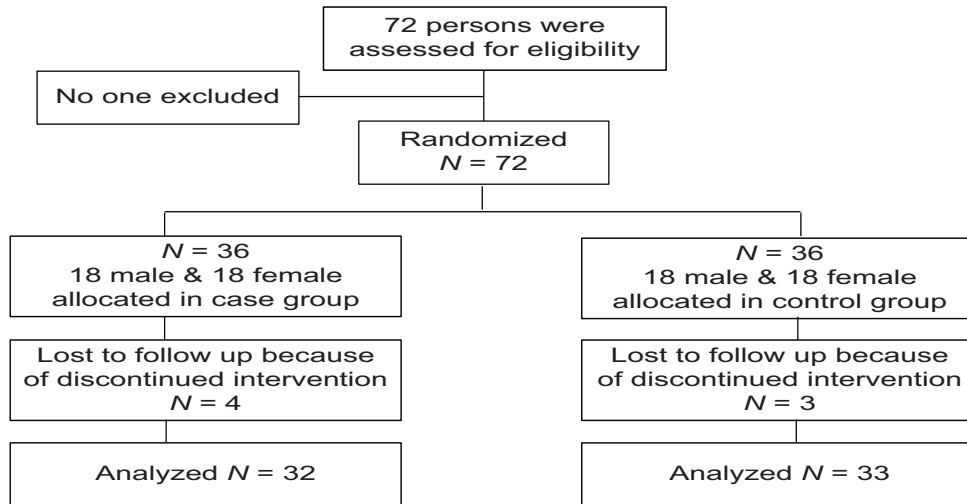 72 persons were
assessed for eligibility
No one excluded
Randomized
N = 72
N = 36
18 male & 18 female
allocated in case group
N = 36
18 male & 18 female
allocated in control group
Lost to follow up because
of discontinued intervention
N = 4
Lost to follow up because
of discontinued intervention
N = 3
Analyzed N = 32
Analyzed N = 33